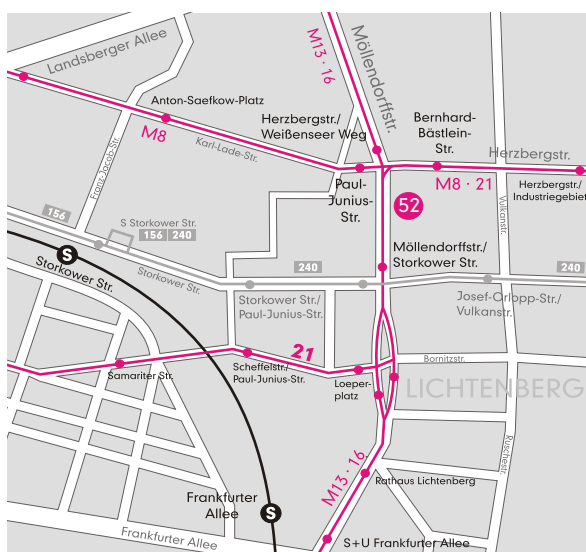 Landsberger Allee
M13 · 16
Möllendorffstr.
Anton-Saefkow-Platz
M8
Karl-Lade-Str.
Herzbergstr./
Weißenseer Weg
Bernhard-
Bästlein-
Str.
Herzbergstr.
Franz-Jacob-Str.
Paul-
Junius-
Str.
M8 · 21
Herzbergstr./
Industriegebiet
Vulkanstr.
52
156
S Storkower Str.
156 240
S
Storkower Str.
Storkower Str.
240
Möllendorffstr./
Storkower Str.
240
Storkower Str./
Paul-Junius-Str.
Josef-Orlopp-Str./
Vulkanstr.
21
Samariter Str.
Scheffelstr./
Paul-Junius-Str.
Loeper-
platz
Bornitzstr.
LICHTENBERG
Ruschestr.
M13 · 16
Rathaus Lichtenberg
Frankfurter
Allee
S
Frankfurter Allee
S+U Frankfurter Allee